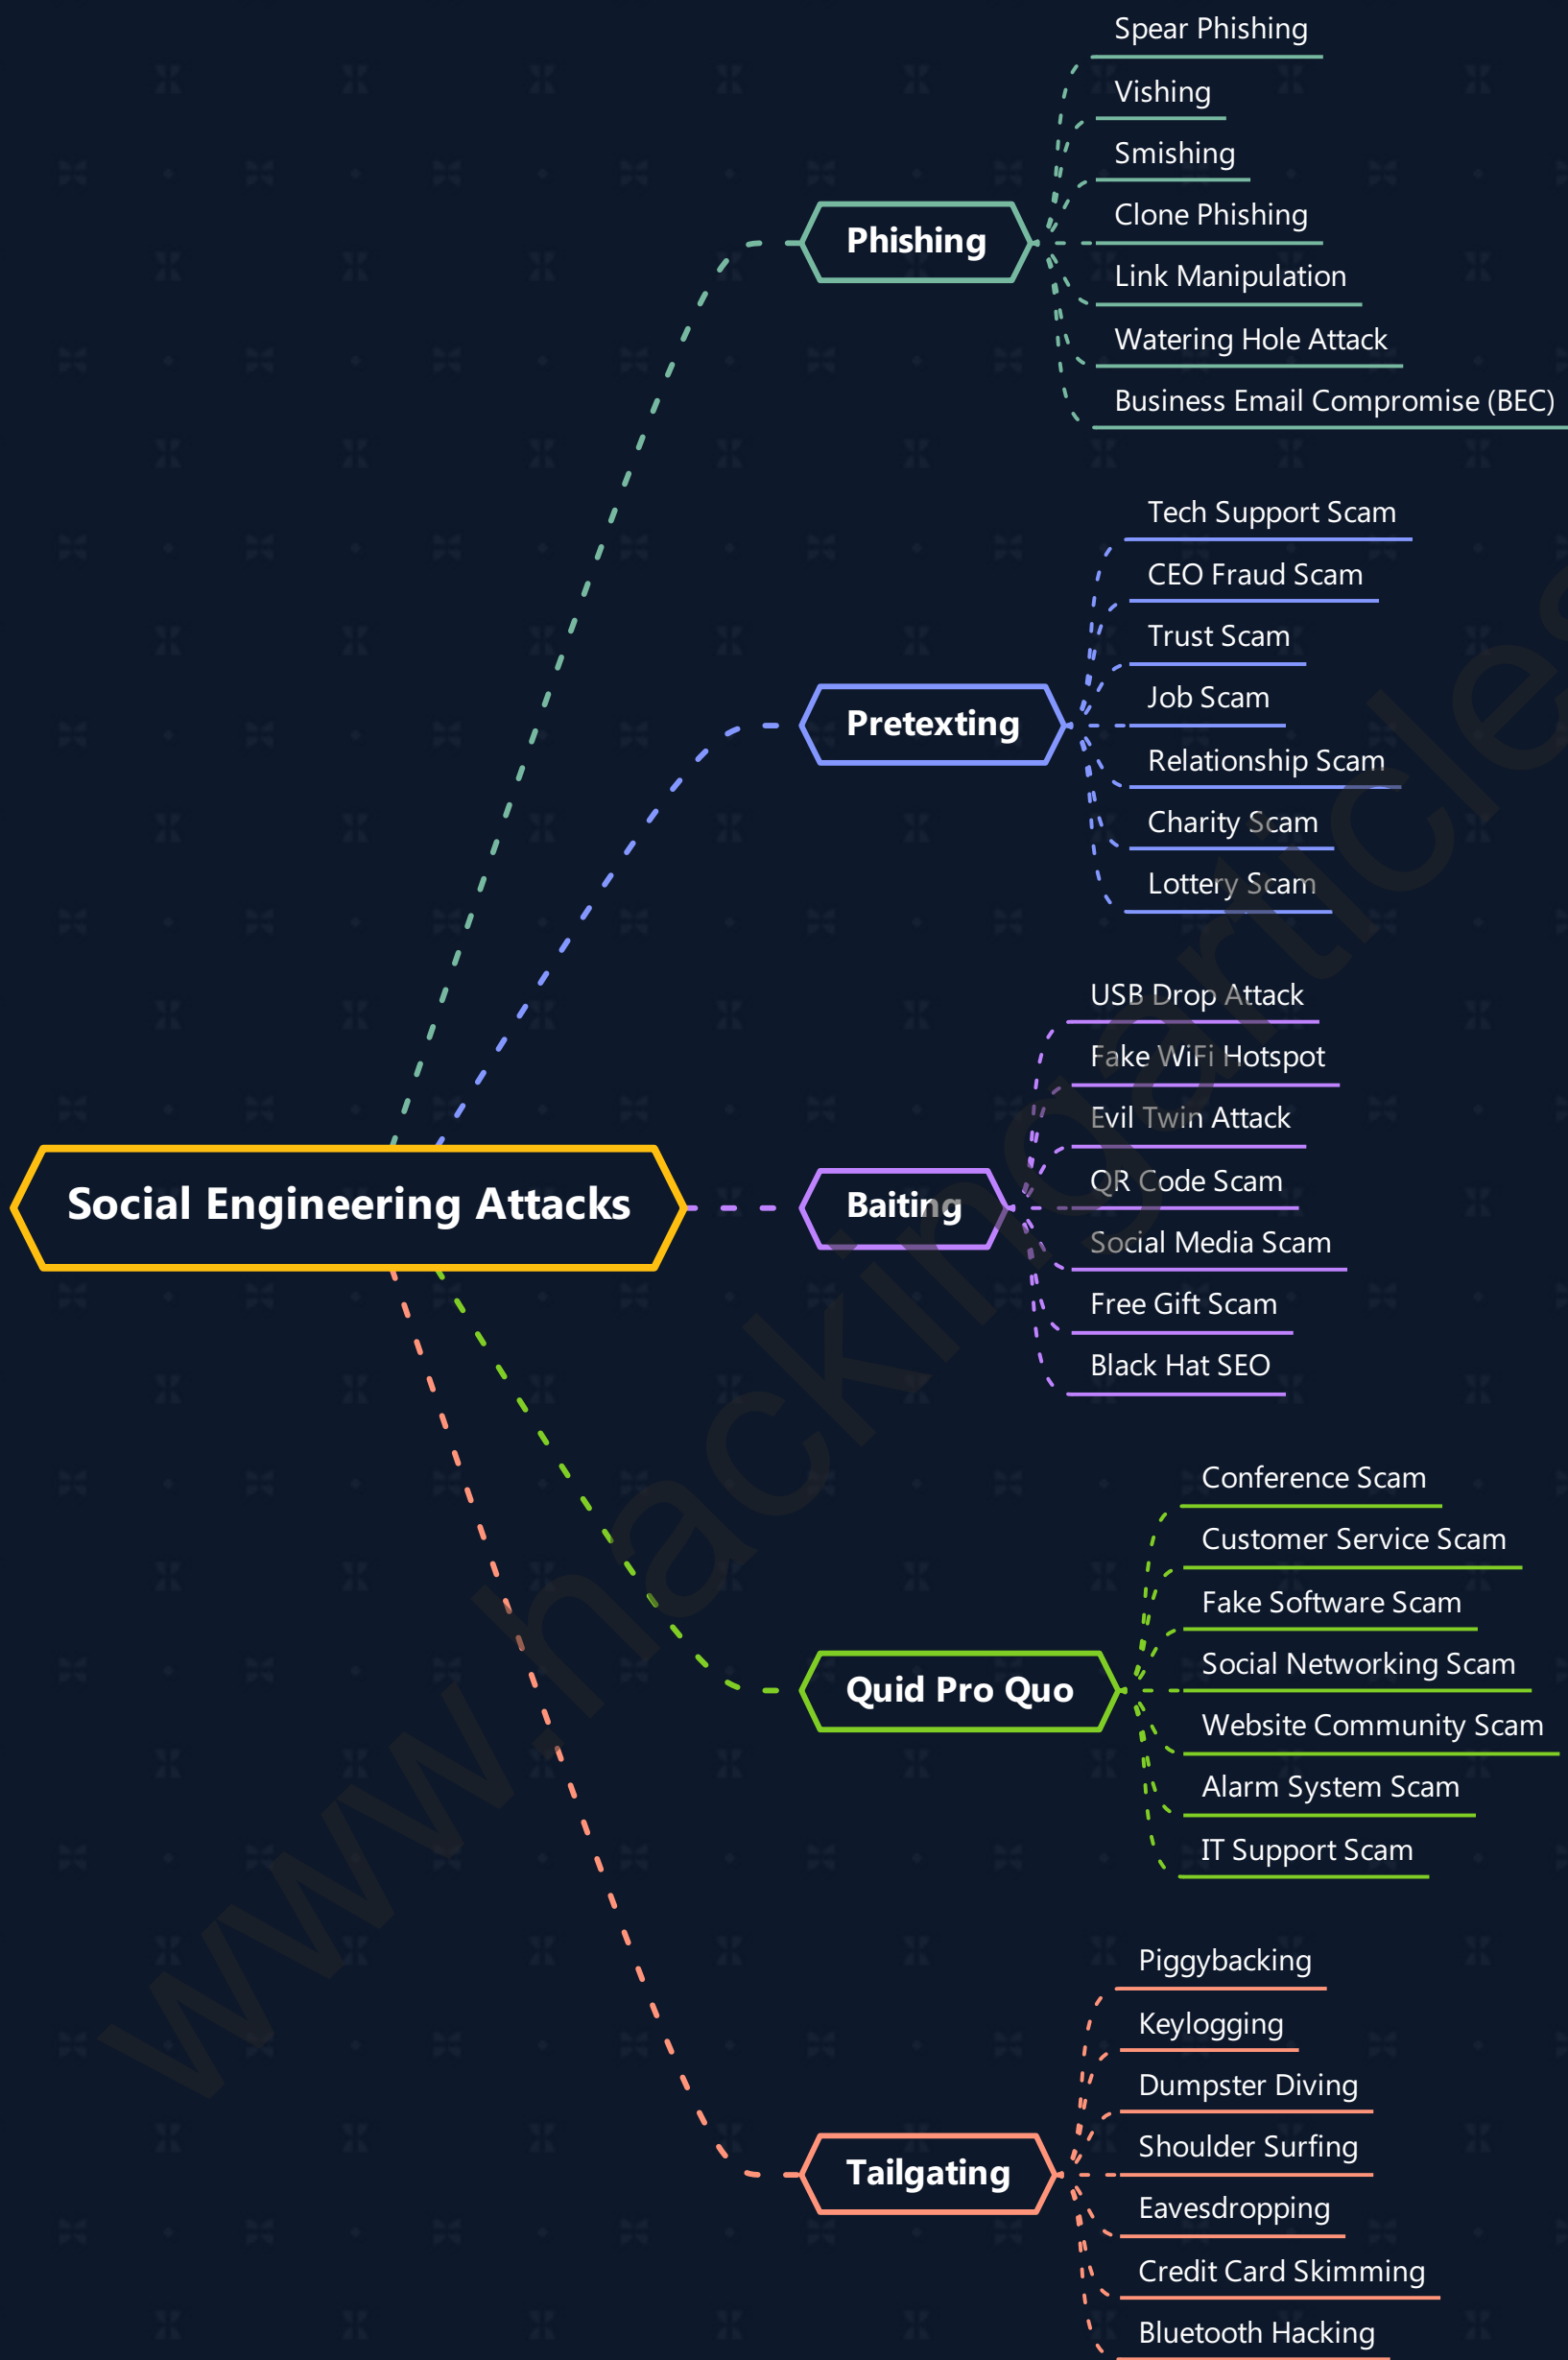 Social Engineering Attacks
Phishing
Spear Phishing
Vishing
Smishing
Clone Phishing
Link Manipulation
Watering Hole Attack
Business Email Compromise (BEC)
Pretexting
Tech Support Scam
CEO Fraud Scam
Trust Scam
Job Scam
Relationship Scam
Charity Scam
Lottery Scam
Baiting
USB Drop Attack
Fake WiFi Hotspot
Evil Twin Attack
QR Code Scam
Social Media Scam
Free Gift Scam
Black Hat SEO
Quid Pro Quo
Conference Scam
Customer Service Scam
Fake Software Scam
Social Networking Scam
Website Community Scam
Alarm System Scam
IT Support Scam
Tailgating
Piggybacking
Keylogging
Dumpster Diving
Shoulder Surfing
Eavesdropping
Credit Card Skimming
Bluetooth Hacking
www.hackingarticles